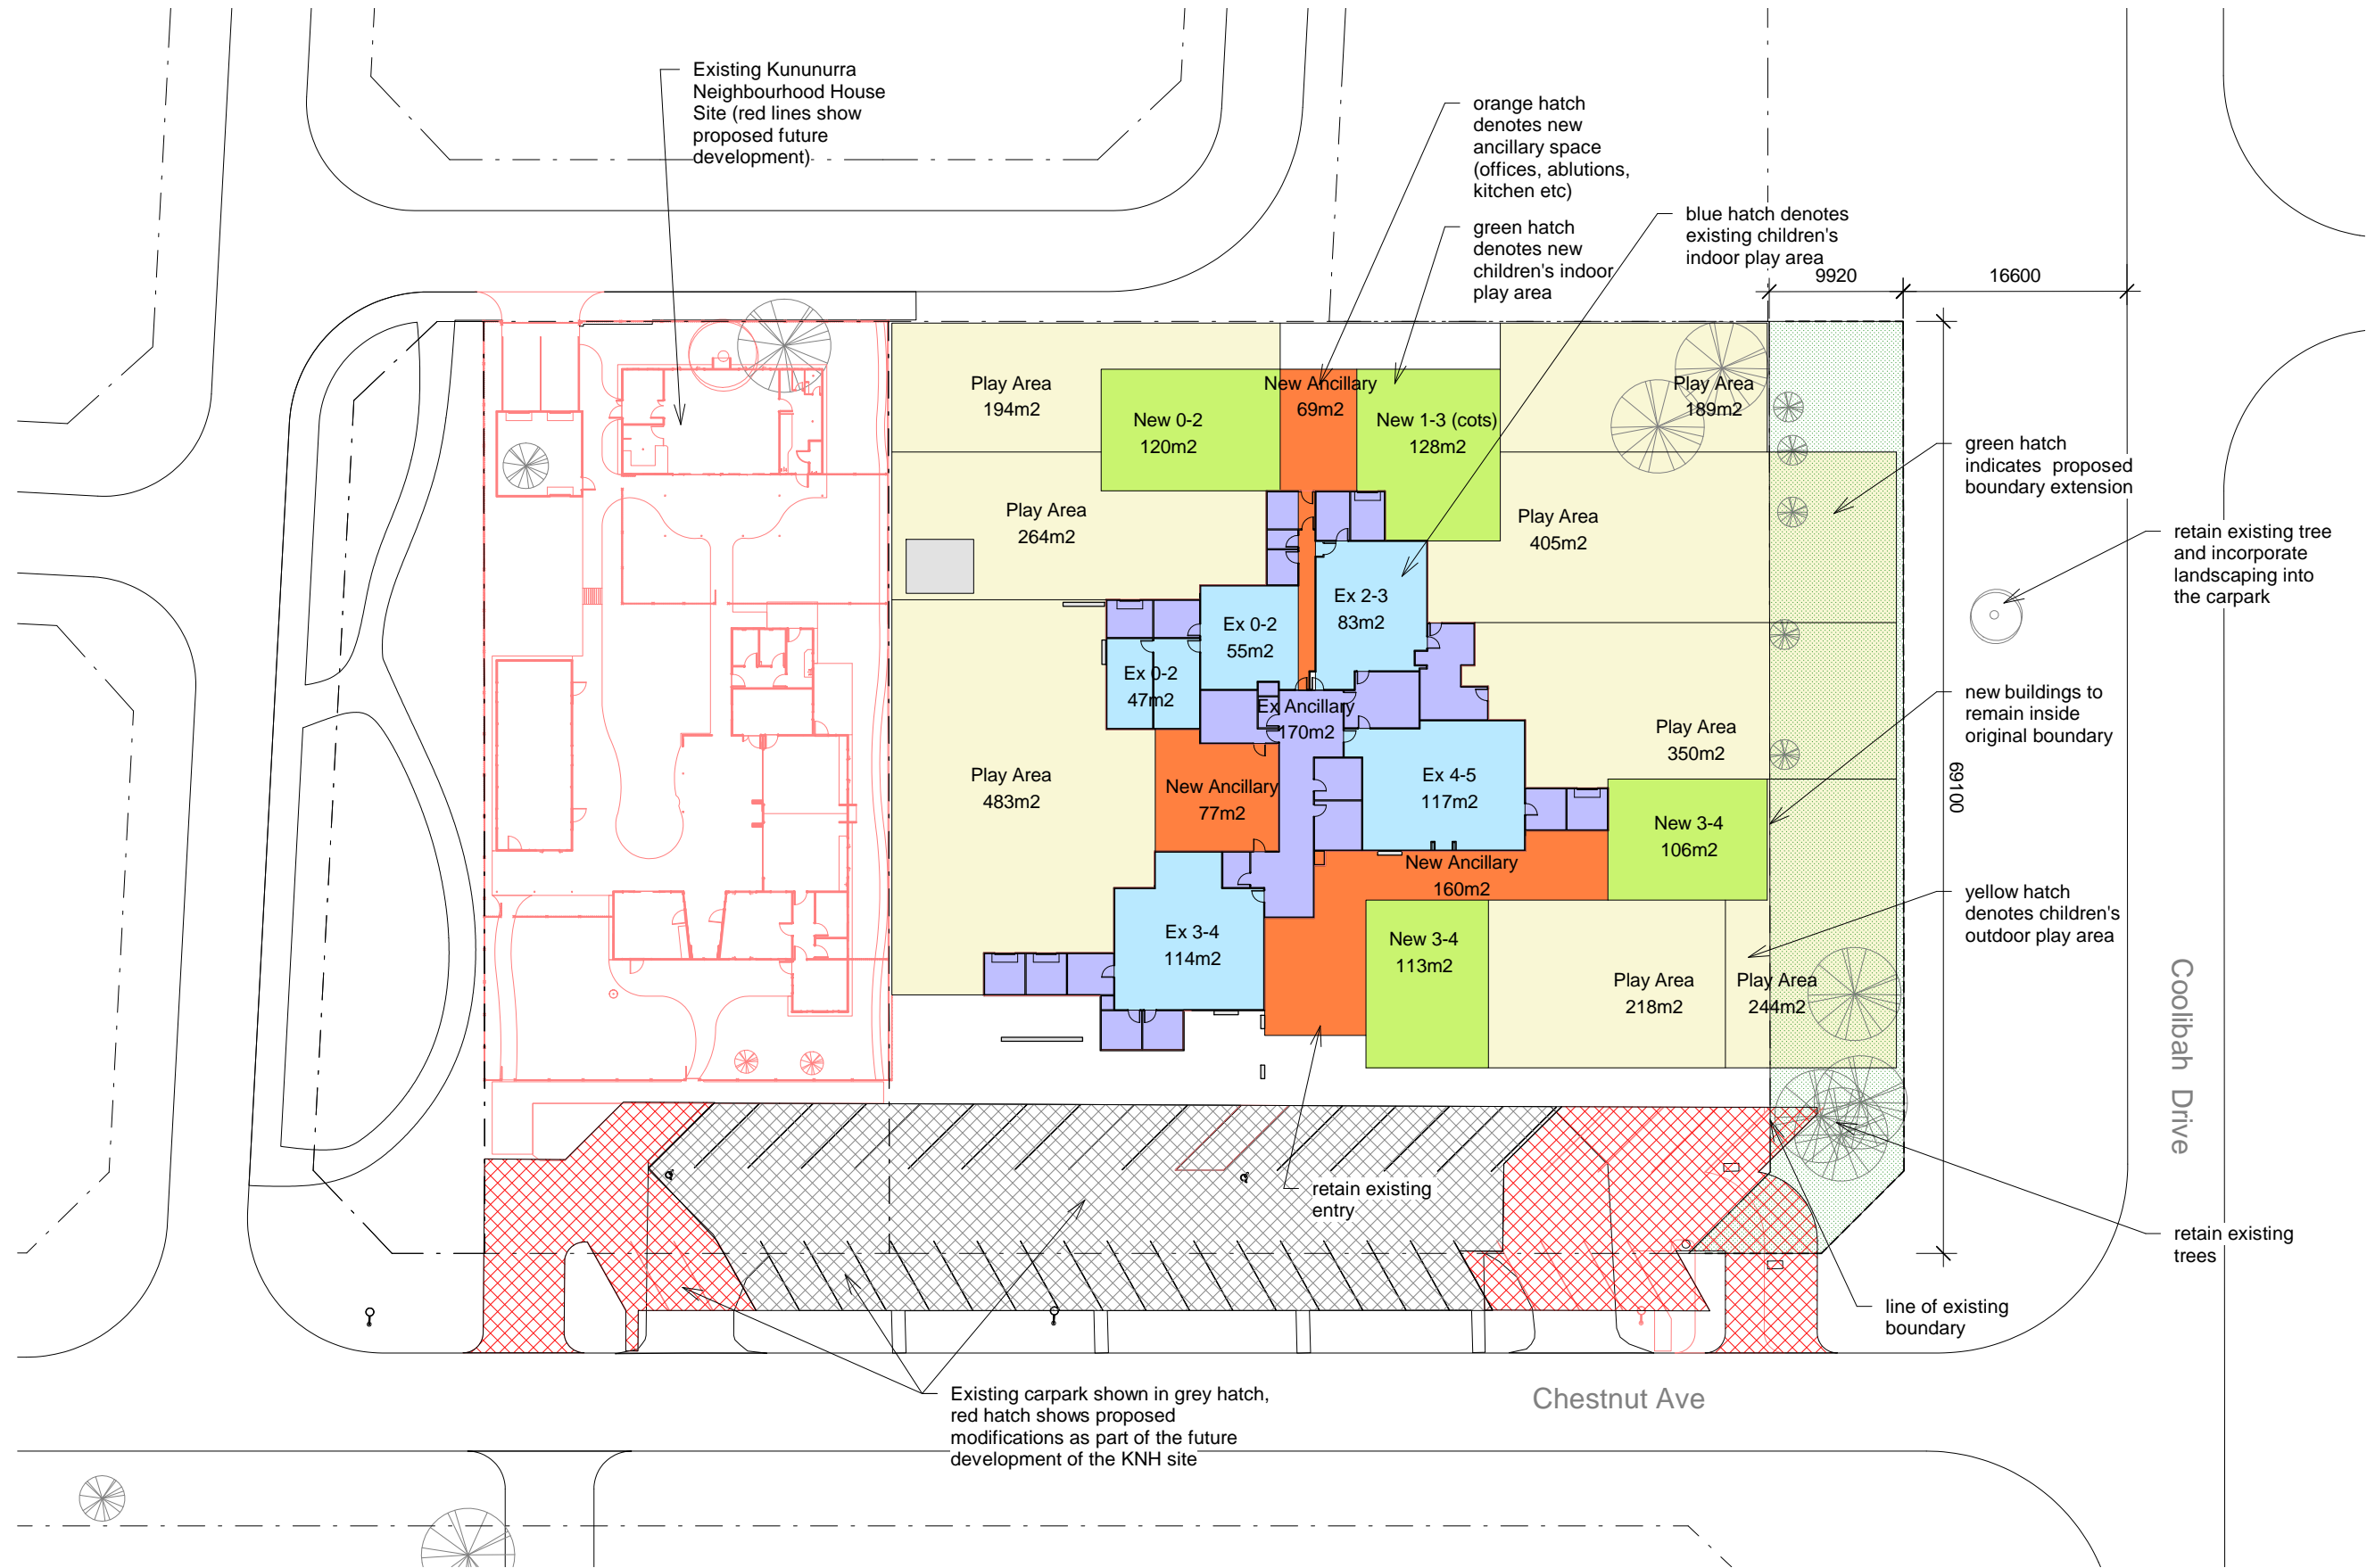 Existing Kununurra
Neighbourhood House
Site (red lines show
proposed future
development)
orange hatch
denotes new
ancillary space
(offices, ablutions,
kitchen etc)
green hatch
denotes new
children's indoor
play area
blue hatch denotes
existing children's
indoor play area
9920
16600
Play Area
194m2
New 0-2
120m2
New Ancillary
69m2
New 1-3 (cots)
128m2
Play Area
189m2
green hatch
indicates proposed
boundary extension
Play Area
264m2
Play Area
405m2
retain existing tree
and incorporate
landscaping into
the carpark
Ex 0-2
55m2
Ex 2-3
83m2
Ex 0-2
47m2
Ex Ancillary
170m2
Play Area
350m2
new buildings to
remain inside
original boundary
69100
Play Area
483m2
New Ancillary
77m2
Ex 4-5
117m2
New 3-4
106m2
New Ancillary
160m2
yellow hatch
denotes children's
outdoor play area
Ex 3-4
114m2
New 3-4
113m2
Play Area
218m2
Play Area
244m2
Coolibah Drive
retain existing
entry
retain existing
trees
line of existing
boundary
Existing carpark shown in grey hatch,
red hatch shows proposed
modifications as part of the future
development of the KNH site
Chestnut Ave